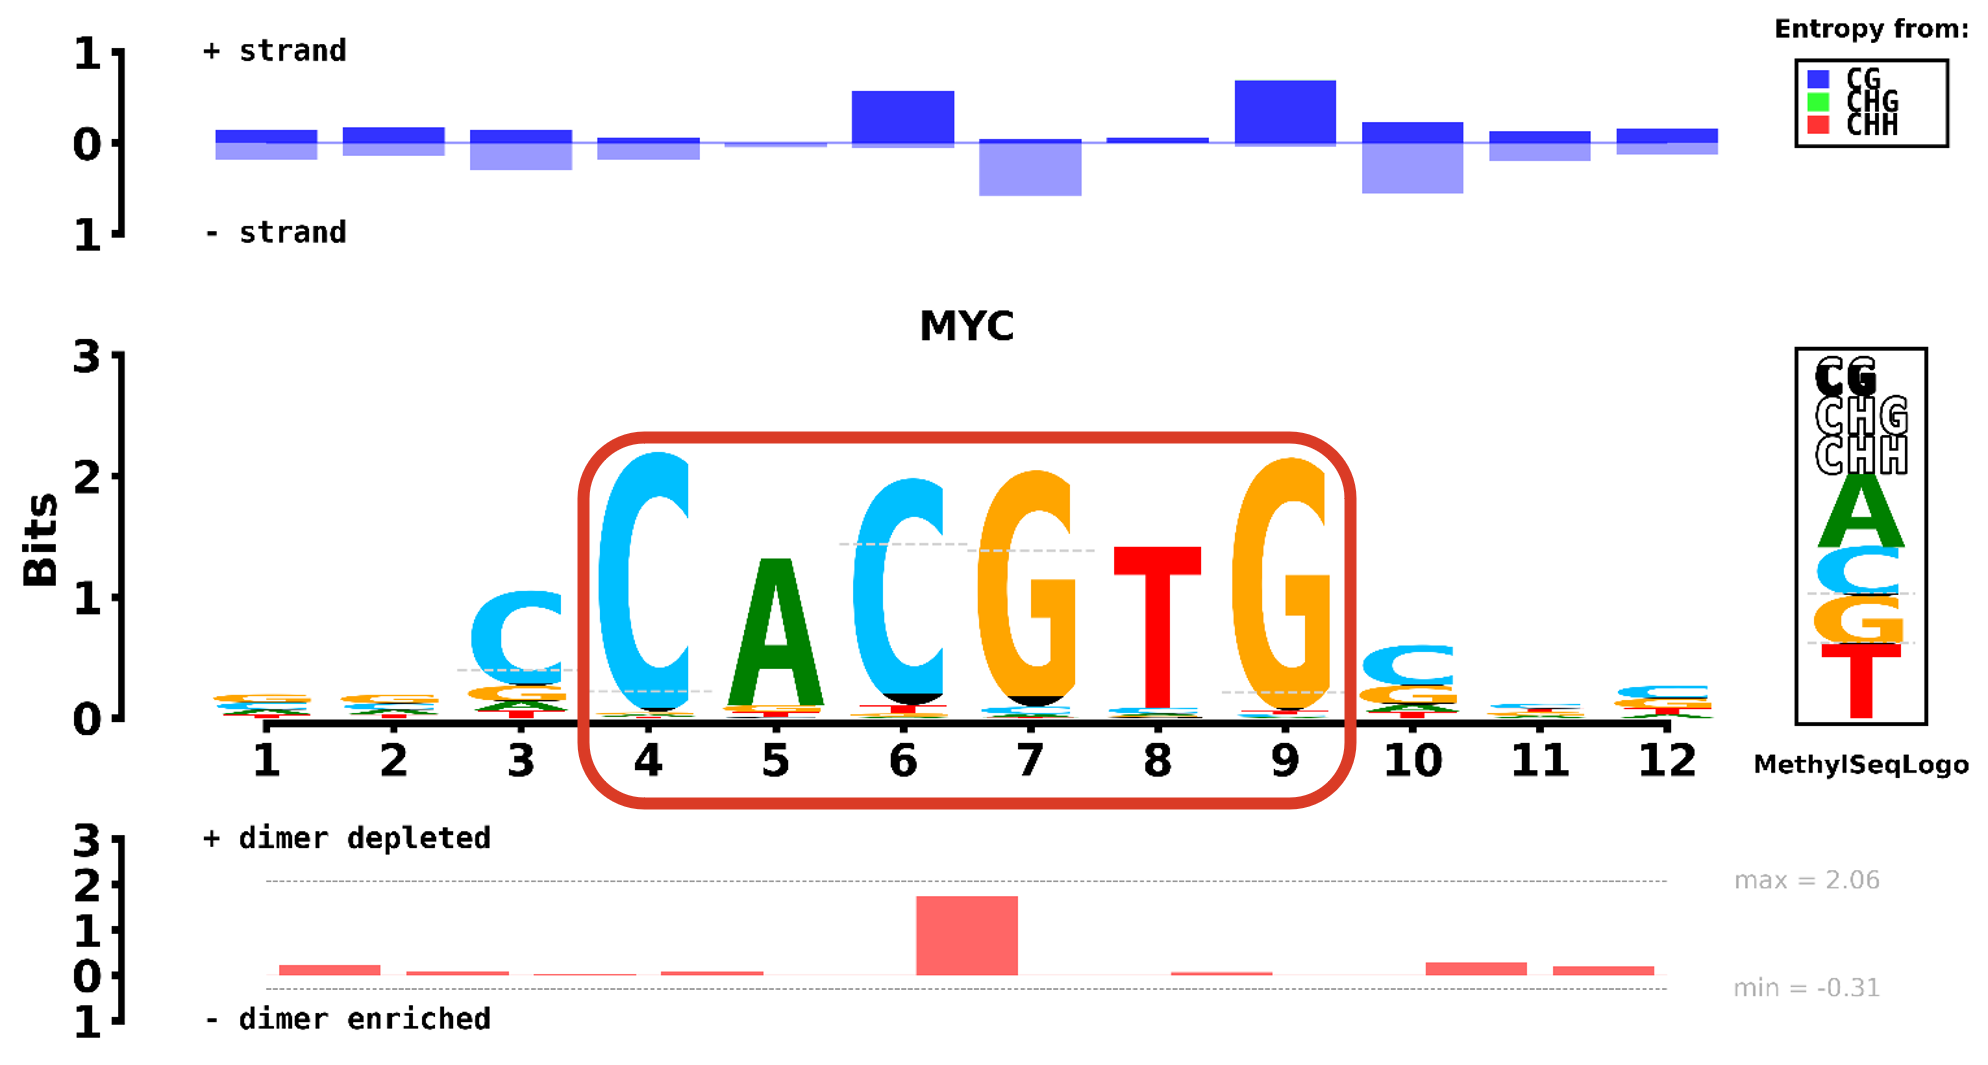 1
0
1
+ strand
- strand
Entropy from:
CG
CHG
CHH
MYC
3
2
1
0
Bits
C C A C G T G C
1 2 3 4 5 6 7 8 9 10 11 12
CG
CHG
CHH
A
C
G
T
MethylSeqLogo
3
2
1
0
1
+ dimer depleted
- dimer enriched
max = 2.06
min = -0.31